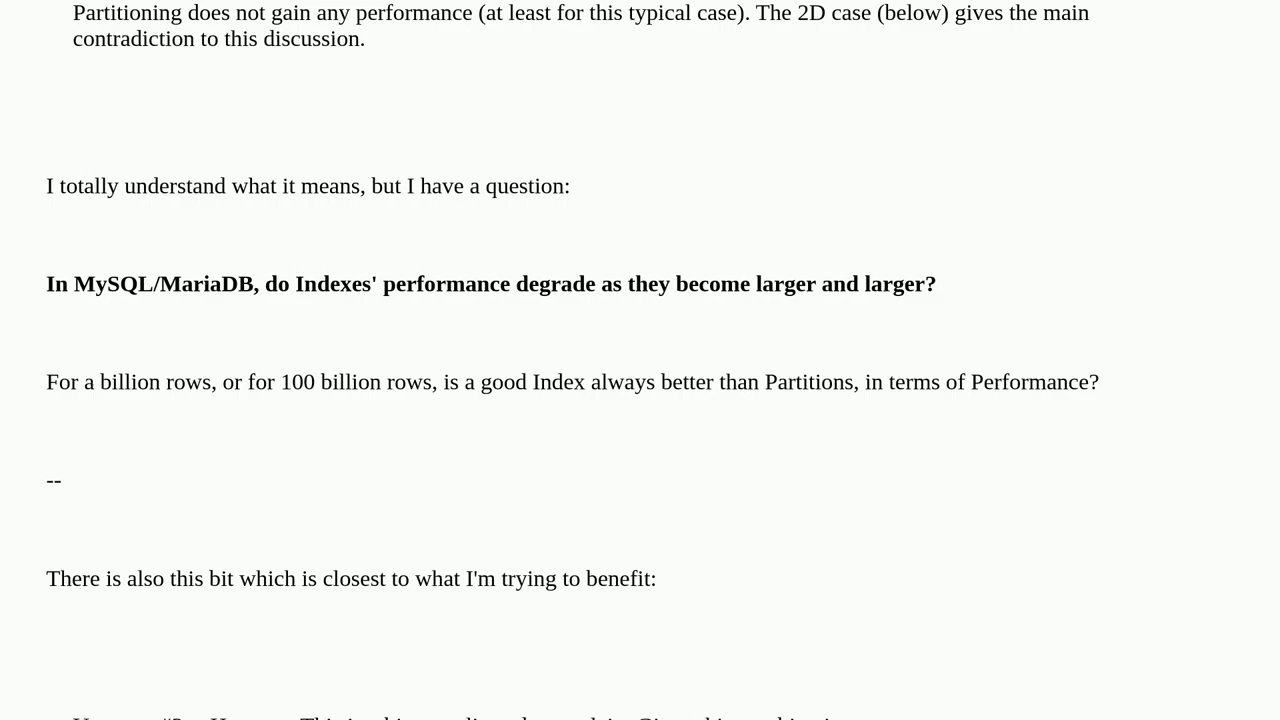 Partitioning does not gain any performance (at least for this typical case). The 2D case (below) gives the main
contradiction to this discussion.
I totally understand what it means, but I have a question:
In MySQL/MariaDB, do Indexes' performance degrade as they become larger and larger?
For a billion rows, or for 100 billion rows, is a good Index always better than Partitions, in terms of Performance?
--
There is also this bit which is closest to what I'm trying to benefit: